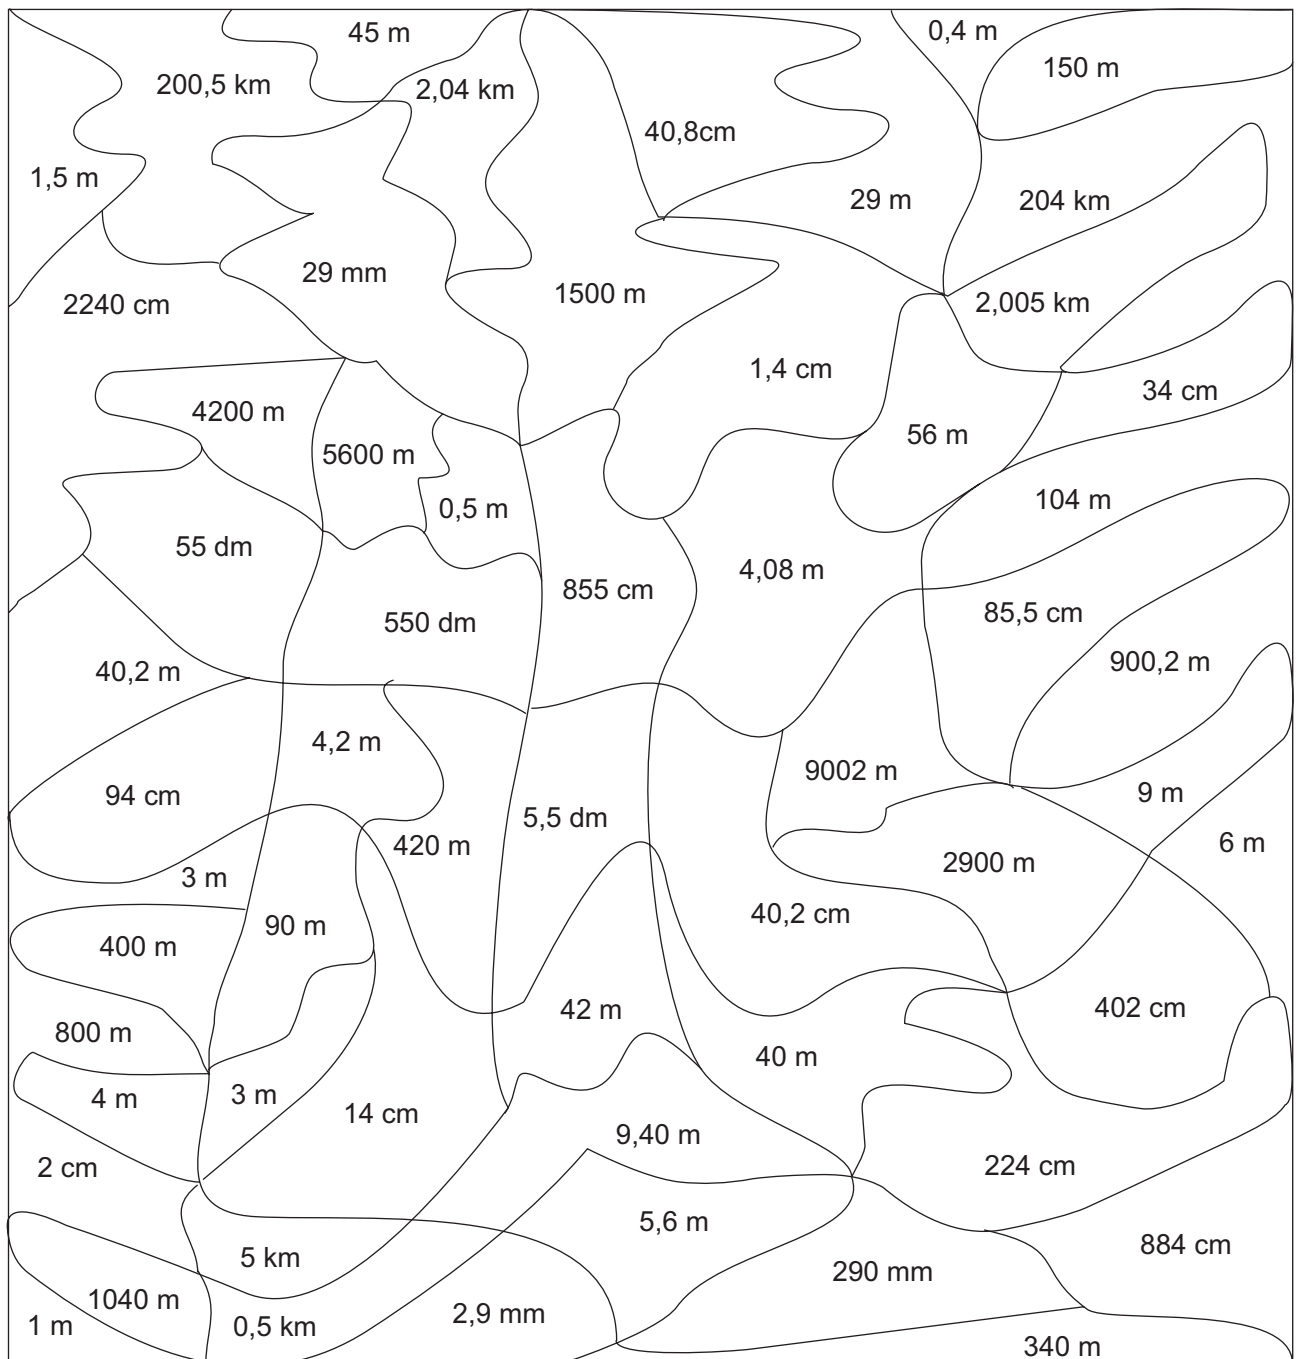 45 m
0,4 m
150 m
200,5 km
2,04 km
40,8cm
1,5 m
29 m
204 km
29 mm
1500 m
2240 cm
2,005 km
1,4 cm
34 cm
4200 m
56 m
5600 m
0,5 m
104 m
55 dm
4,08 m
855 cm
85,5 cm
550 dm
40,2 m
900,2 m
4,2 m
9002 m
94 cm
9 m
5,5 dm
420 m
6 m
2900 m
3 m
40,2 cm
90 m
400 m
42 m
402 cm
800 m
40 m
4 m
3 m
14 cm
9,40 m
2 cm
224 cm
5,6 m
884 cm
5 km
290 mm
1040 m
2,9 mm
1 m
0,5 km
340 m